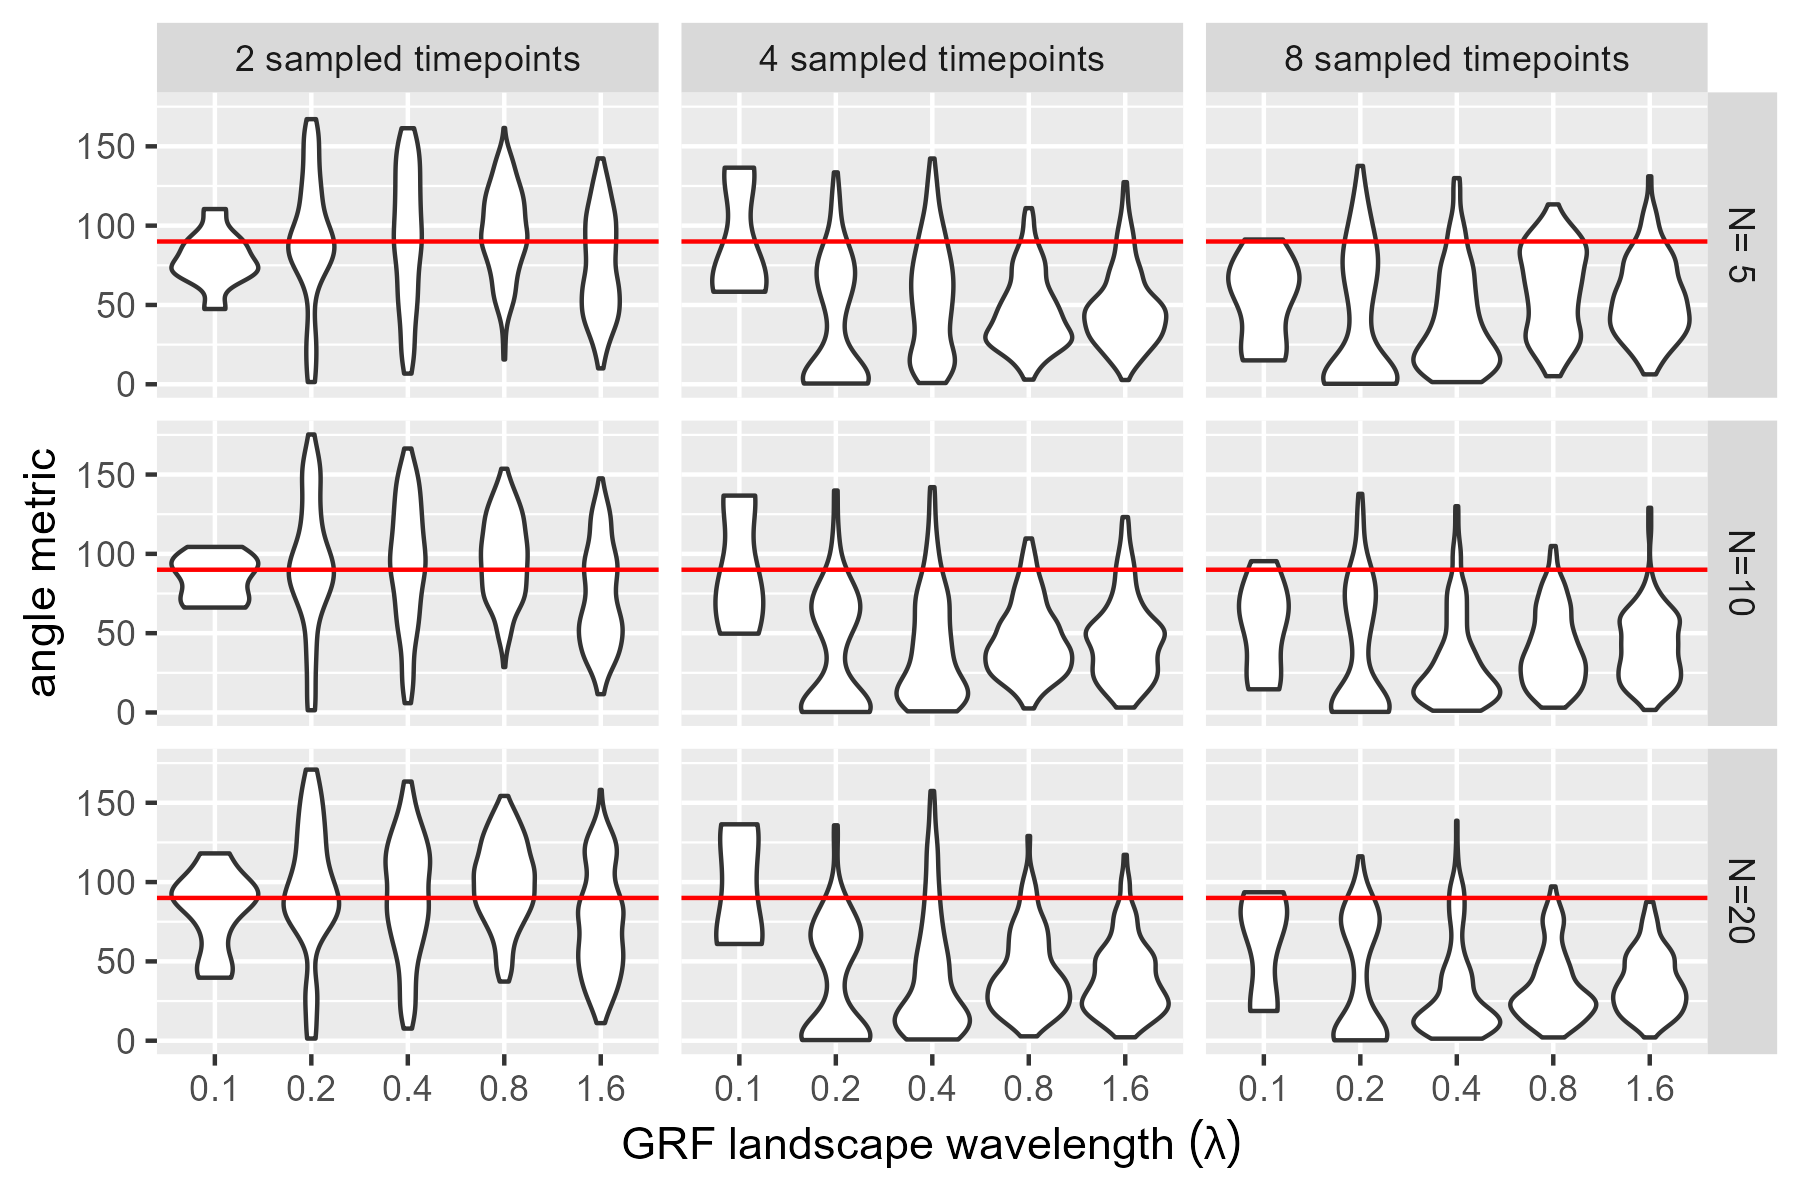 2 sampled timepoints 4 sampled timepoints 8 sampled timepoints
150
100
50
0
N= 5
150
100
50
0
N=10
150
100
50
0
N=20
angle metric
0.1 0.2 0.4 0.8 1.6 0.1 0.2 0.4 0.8 1.6 0.1 0.2 0.4 0.8 1.6
GRF landscape wavelength (λ)